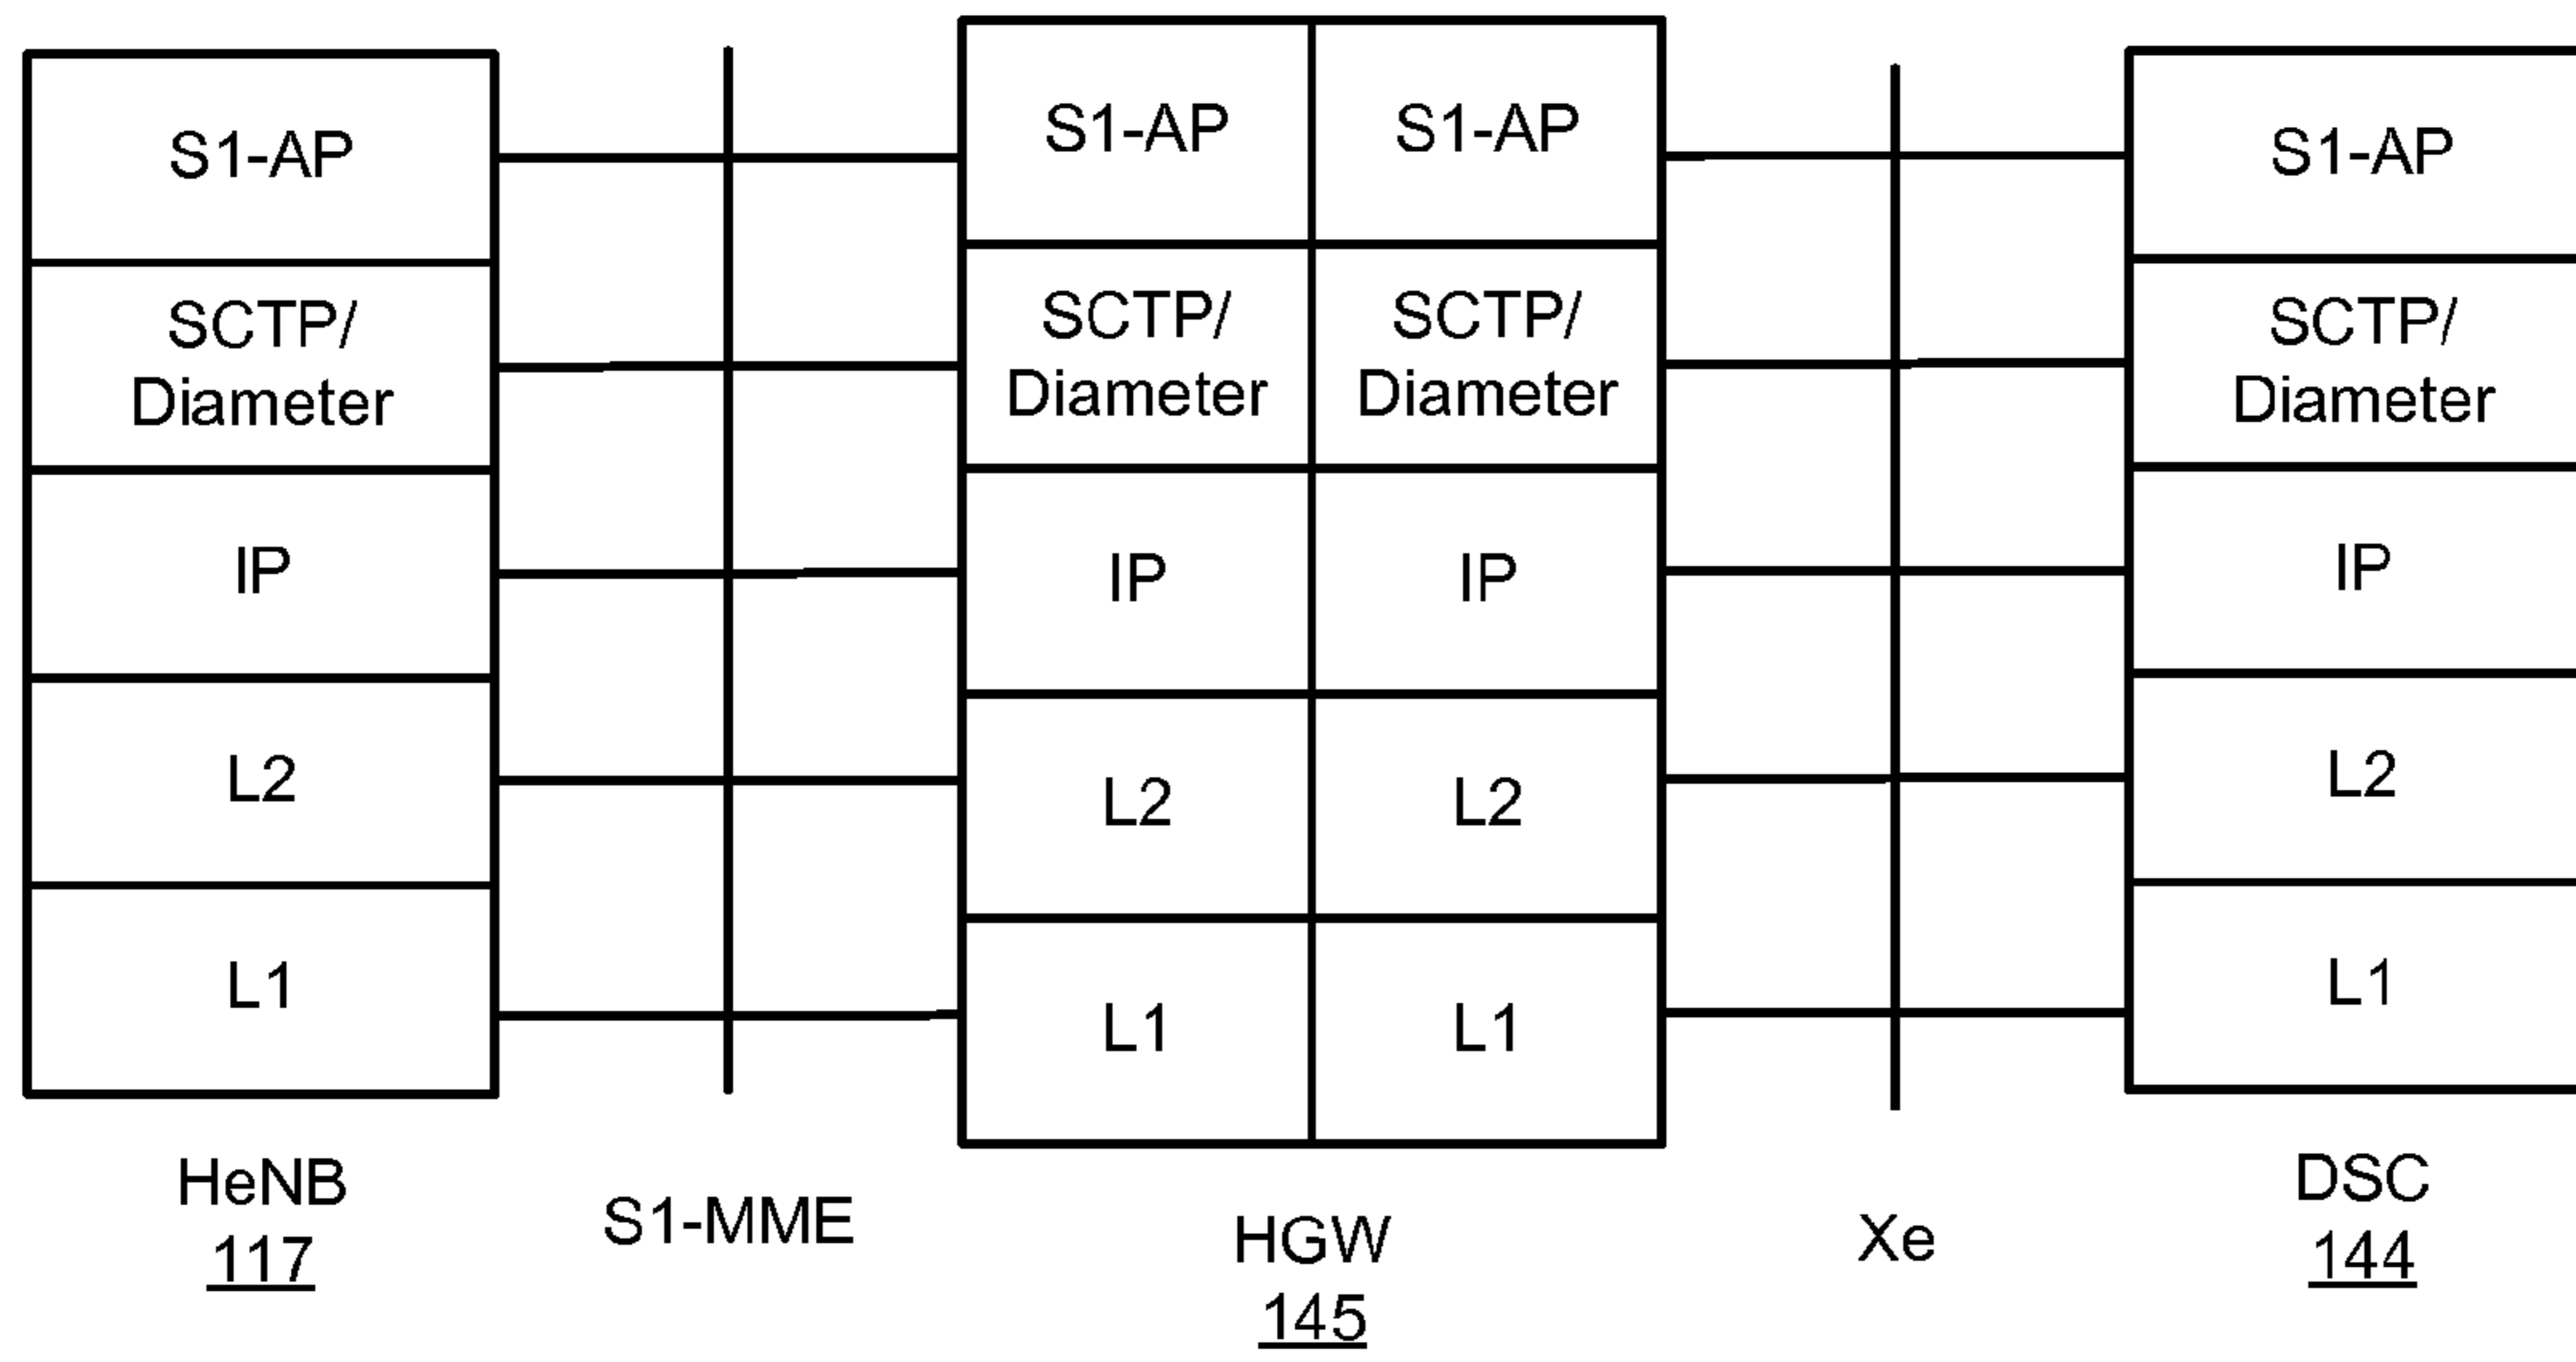 S1-AP
SCTP/
Diameter
IP
L2
L1
HeNB
117
S1-MME
S1-AP S1-AP
SCTP/ SCTP/
Diameter Diameter
IP IP
L2 L2
L1 L1
HGW
145
Xe
S1-AP
SCTP/
Diameter
IP
L2
L1
DSC
144